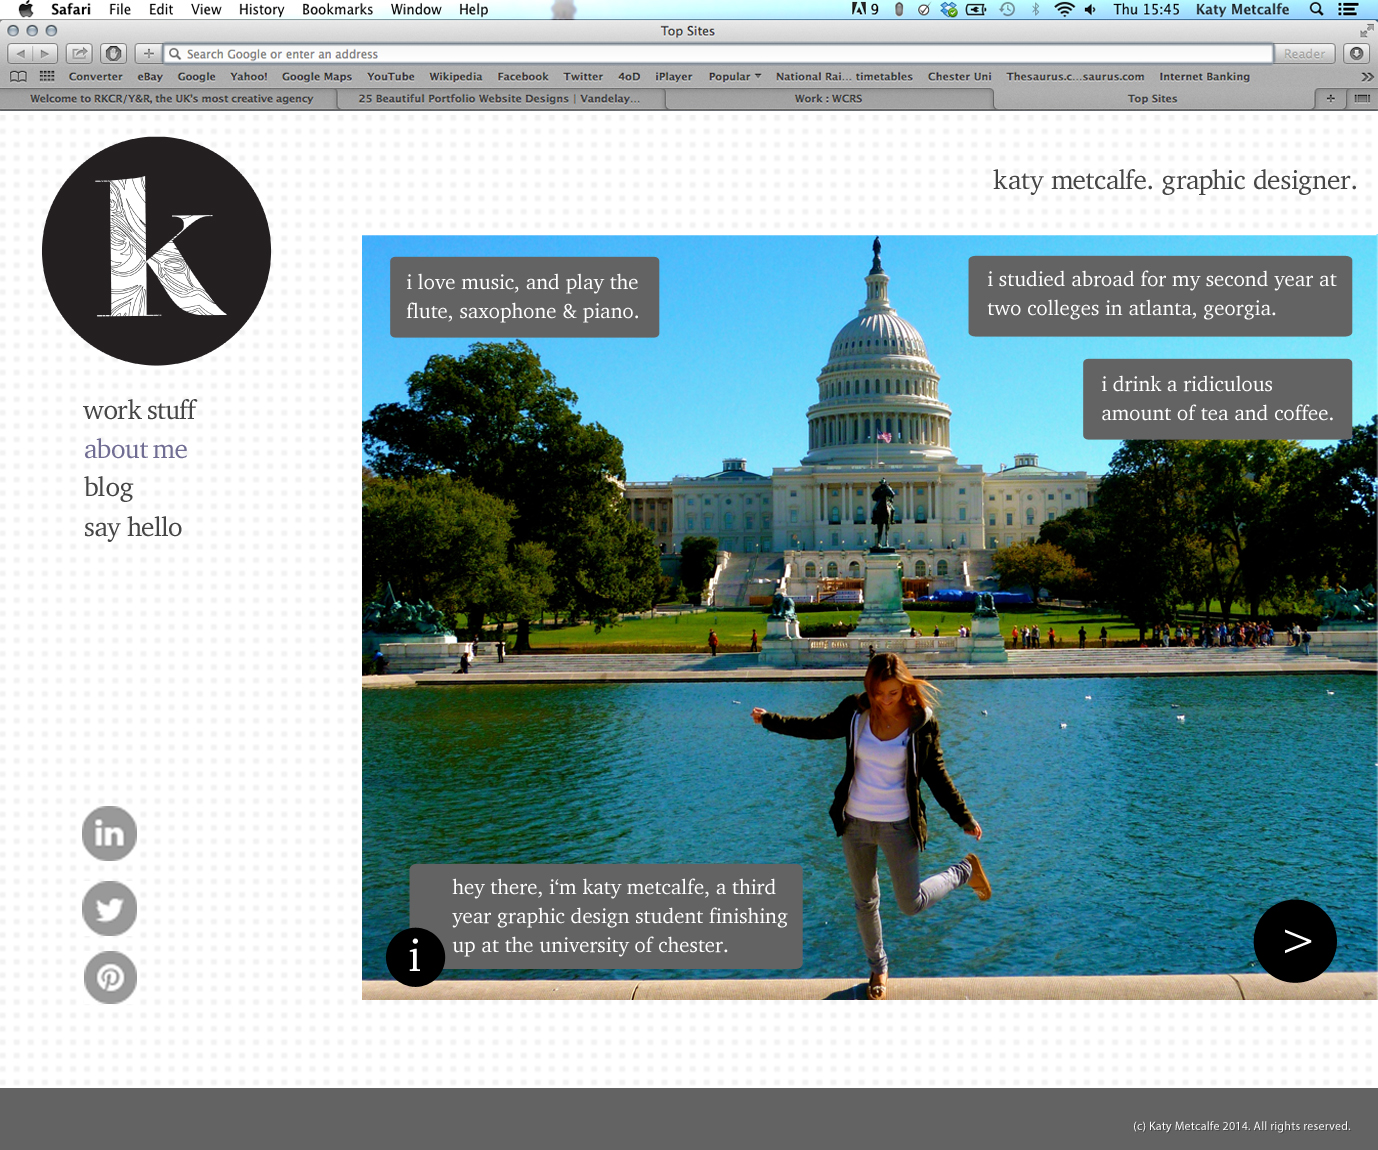 Safari File Edit View History Bookmarks Window Help 9 Thu 15:45 Katy Metcalfe
Top Sites
Search Google or enter an address Reader
Converter eBay Google Yahoo! Google Maps YouTube Wikipedia Facebook Twitter 4oD iPlayer Popular National Rai... timetables Chester Uni Thesaurus.c...saurus.com Internet Banking
Welcome to RKCR/Y&R, the UK's most creative agency 25 Beautiful Portfolio Website Designs | Vandelay... Work : WCRS Top Sites
k
katy metcalfe. graphic designer.
work stuff
about me
blog
say hello
i love music, and play the
flute, saxophone & piano.
i studied abroad for my second year at
two colleges in atlanta, georgia.
i drink a ridiculous
amount of tea and coffee.
hey there, i‘m katy metcalfe, a third
year graphic design student finishing
up at the university of chester.
i
>
in
(c) Katy Metcalfe 2014. All rights reserved.